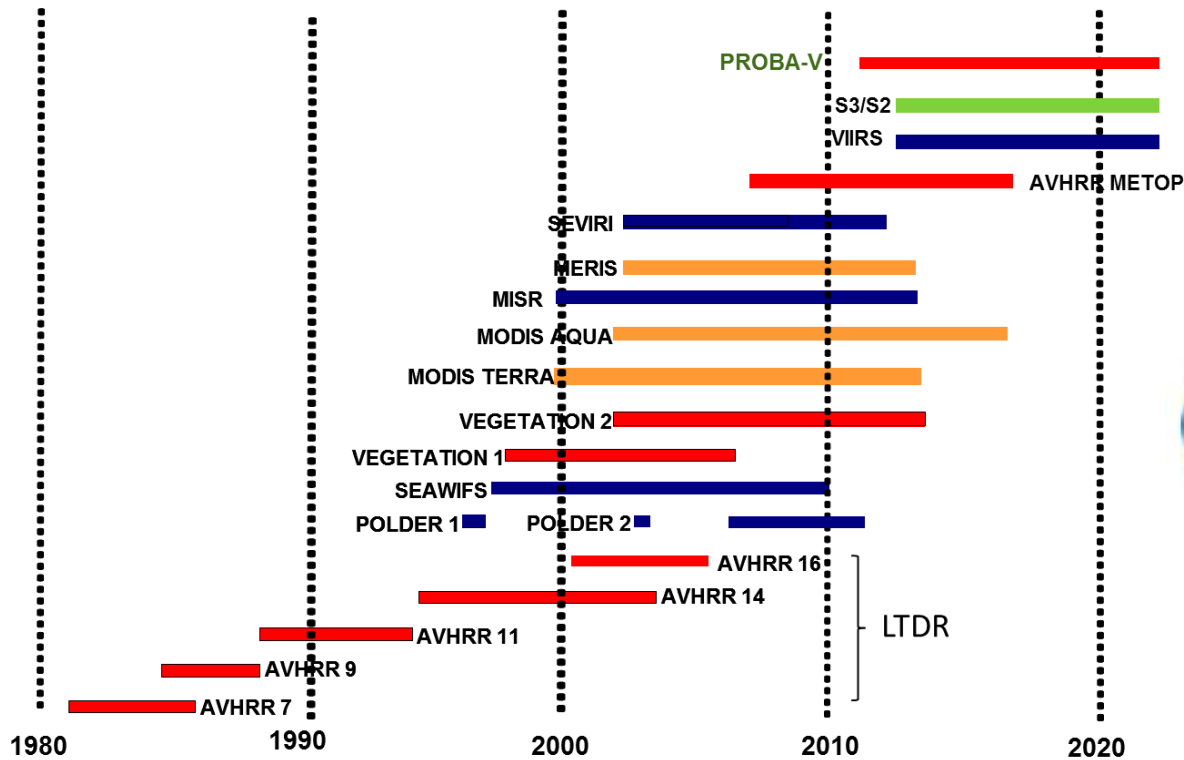 PROBA-V
S3/S2
VIIRS
AVHRR METOP
SEVIRI
MERIS
MISR
MODIS AQUA
MODIS TERRA
VEGETATION 2
VEGETATION 1
SEAWIFS
POLDER 1 POLDER 2
AVHRR 16
AVHRR 14
LTDR
AVHRR 11
AVHRR 9
AVHRR 7
1980 1990 2000 2010 2020